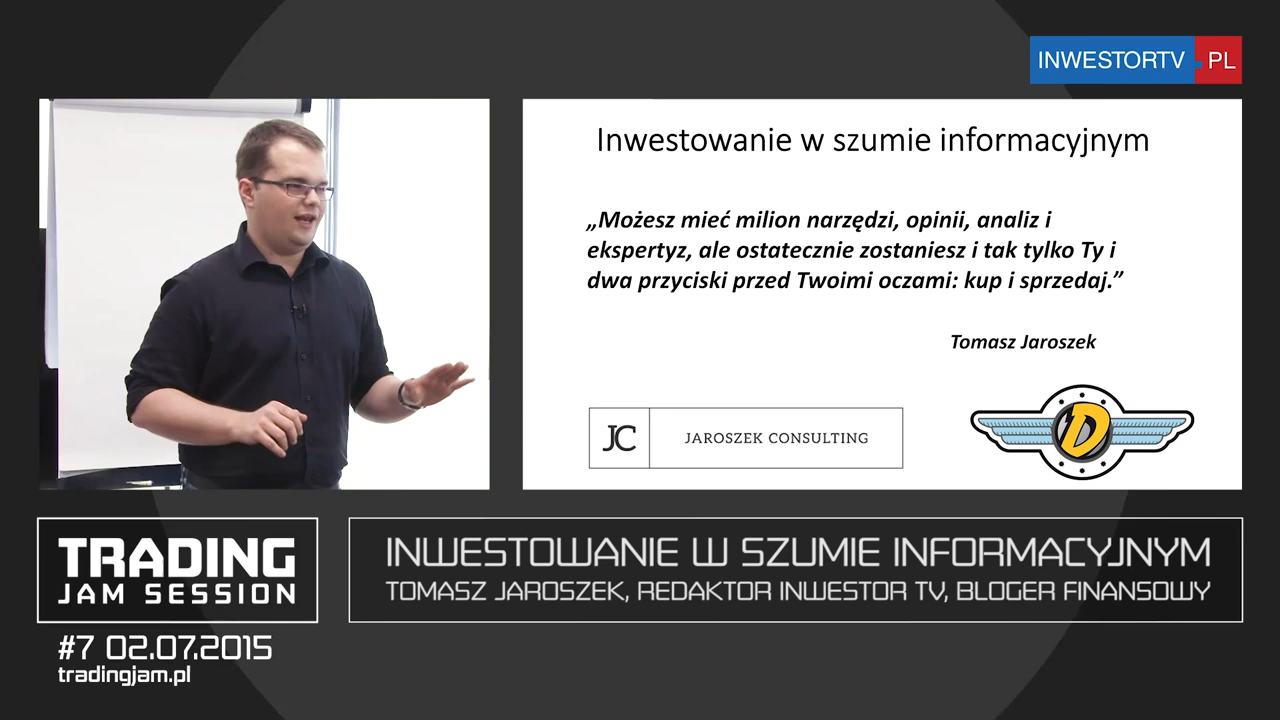 INWESTORTV.PL
Inwestowanie w szumie informacyjnym
„Możesz mieć milion narzędzi, opinii, analiz i
ekspertyz, ale ostatecznie zostaniesz i tak tylko Ty i
dwa przyciski przed Twoimi oczami: kup i sprzedaj.”
Tomasz Jaroszek
JC
JAROSZEK CONSULTING
D
TRADING
JAM SESSION
INWESTOWANIE W SZUMIE INFORMACYJNYM
TOMASZ JAROSZEK, REDAKTOR INWESTOR TV, BLOGER FINANSOWY
#7 02.07.2015
tradingjam.pl